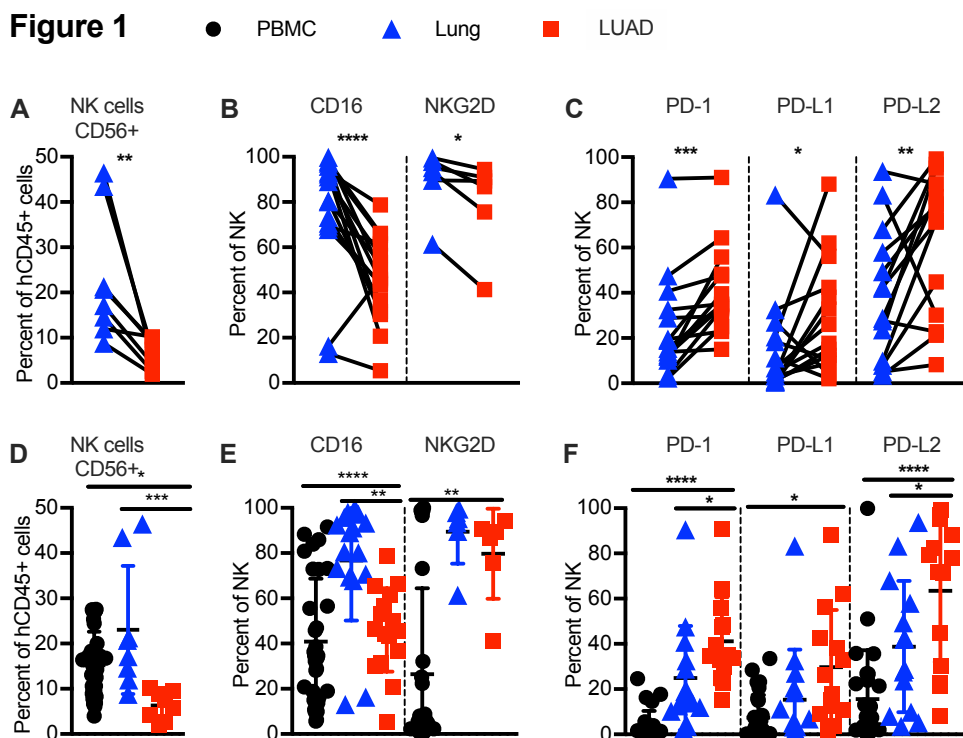 Figure 1 PBMC Lung LUAD
A NK cells CD56+
**
Percent of hCD45+ cells
50
40
30
20
10
0
B CD16 NKG2D
**** *
Percent of NK
100
80
60
40
20
0
C PD-1 PD-L1 PD-L2
*** * **
Percent of NK
100
80
60
40
20
0
D NK cells CD56+
*
***
Percent of hCD45+ cells
50
40
30
20
10
0
E CD16 NKG2D
**** **
**
Percent of NK
100
80
60
40
20
0
F PD-1 PD-L1 PD-L2
**** * ****
* *
Percent of NK
100
80
60
40
20
0